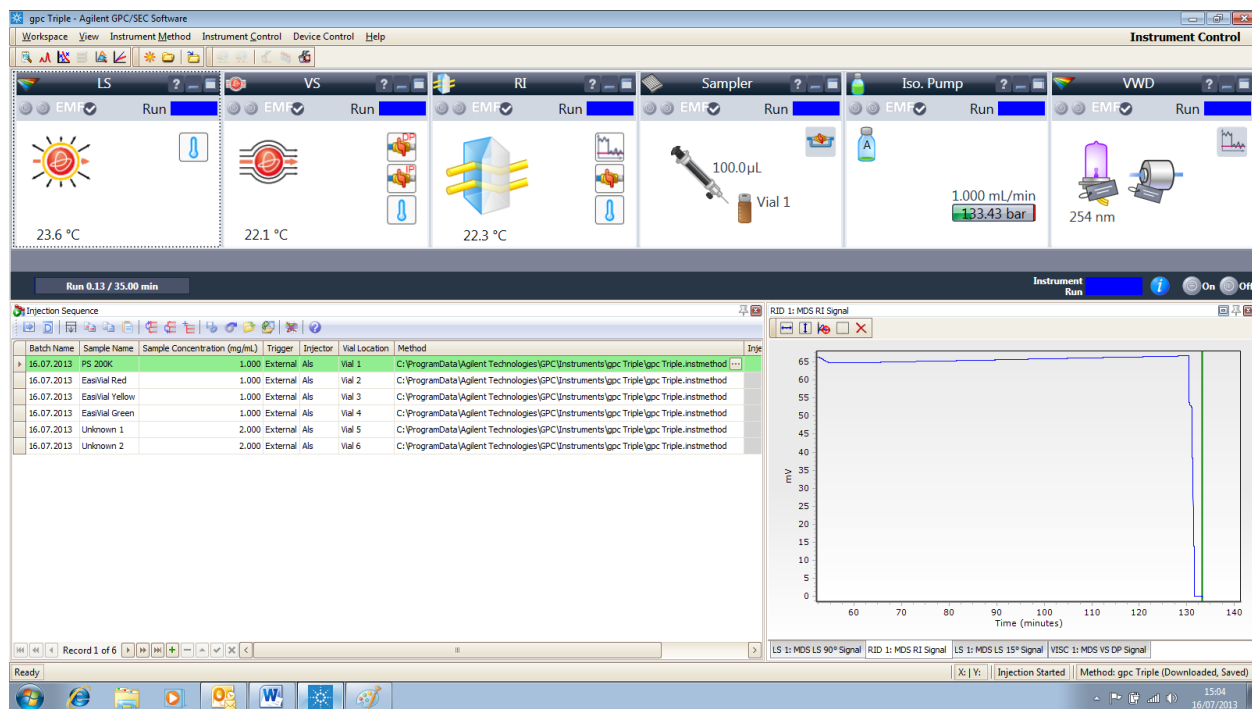 gpc Triple - Agilent GPC/SEC Software
Workspace View Instrument Method Instrument Control Device Control Help
Instrument Control
LS ?
VS ?
RI ?
Sampler ?
Iso. Pump ?
VWD ?
EMF Run
EMF Run
EMF Run
EMF Run
EMF Run
EMF Run
DP
IP
A
100.0µL
Vial 1
1.000 mL/min
133.43 bar
254 nm
23.6 °C
22.1 °C
22.3 °C
Run 0.13 / 35.00 min
Instrument
Run
On
Off
Injection Sequence
RID 1: MDS RI Signal
Batch Name Sample Name Sample Concentration (mg/mL) Trigger Injector Vial Location Method Inje
16.07.2013 PS 200K 1.000 External Als Vial 1 C:\ProgramData\Agilent Technologies\GPC\Instruments\gpc Triple\gpc Triple.instmethod ...
16.07.2013 EasiVial Red 1.000 External Als Vial 2 C:\ProgramData\Agilent Technologies\GPC\Instruments\gpc Triple\gpc Triple.instmethod
16.07.2013 EasiVial Yellow 1.000 External Als Vial 3 C:\ProgramData\Agilent Technologies\GPC\Instruments\gpc Triple\gpc Triple.instmethod
16.07.2013 EasiVial Green 1.000 External Als Vial 4 C:\ProgramData\Agilent Technologies\GPC\Instruments\gpc Triple\gpc Triple.instmethod
16.07.2013 Unknown 1 2.000 External Als Vial 5 C:\ProgramData\Agilent Technologies\GPC\Instruments\gpc Triple\gpc Triple.instmethod
16.07.2013 Unknown 2 2.000 External Als Vial 6 C:\ProgramData\Agilent Technologies\GPC\Instruments\gpc Triple\gpc Triple.instmethod
65
60
55
50
45
40
35
30
25
20
15
10
5
0
mV
60 70 80 90 100 110 120 130 140
Time (minutes)
Record 1 of 6
LS 1: MDS LS 90° Signal RID 1: MDS RI Signal LS 1: MDS LS 15° Signal VISC 1: MDS VS DP Signal
Ready
X: | Y: Injection Started Method: gpc Triple (Downloaded, Saved)
15:04
16/07/2013